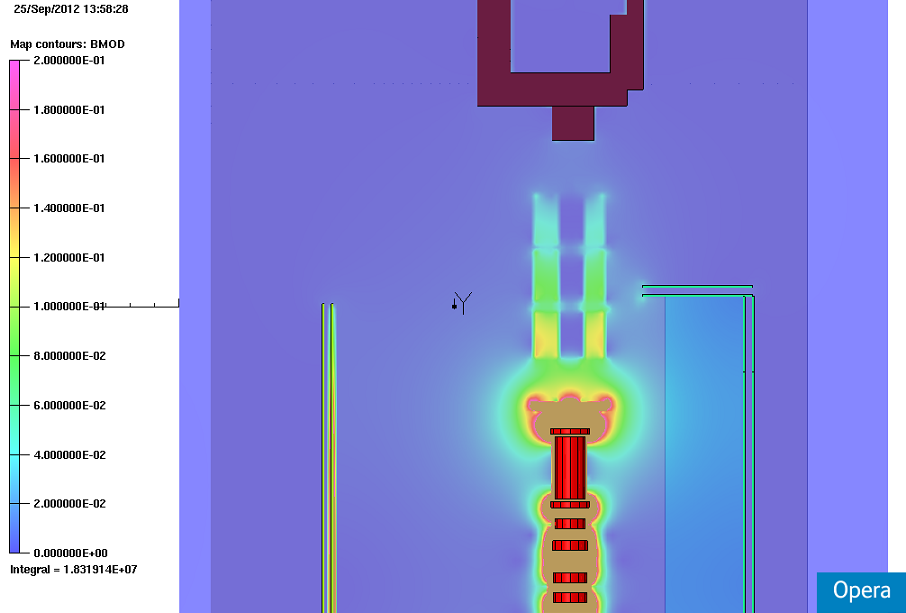 25/Sep/2012 13:58:28
Map contours: BMOD
2.000000E-01
1.800000E-01
1.600000E-01
1.400000E-01
1.200000E-01
1.000000E-01
8.000000E-02
6.000000E-02
4.000000E-02
2.000000E-02
0.000000E+00
Integral = 1.831914E+07
Y
Opera